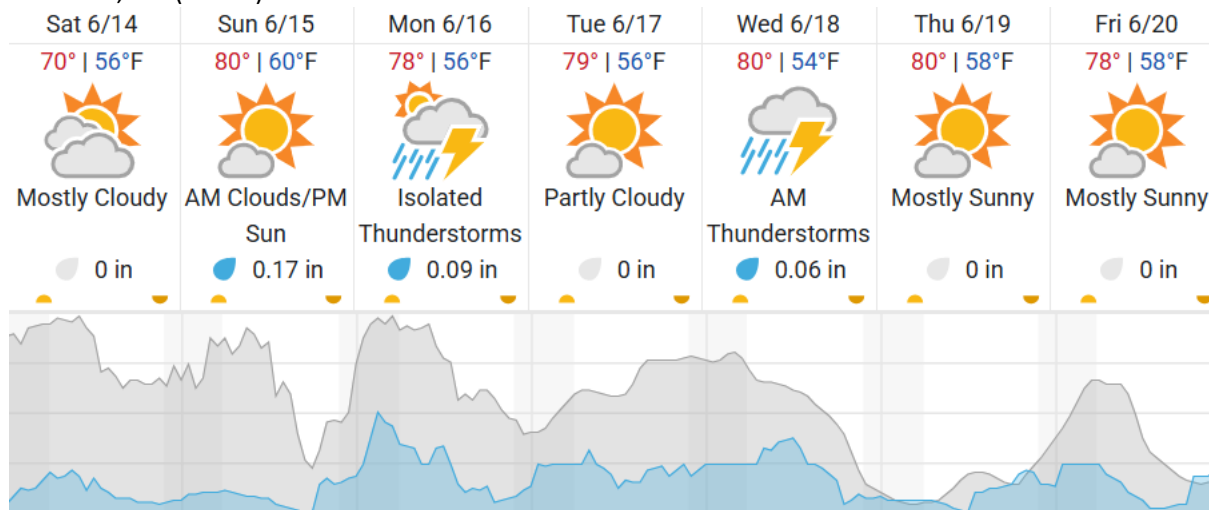 Sat 6/14 Sun 6/15 Mon 6/16 Tue 6/17 Wed 6/18 Thu 6/19 Fri 6/20
70° | 56°F 80° | 60°F 78° | 56°F 79° | 56°F 80° | 54°F 80° | 58°F 78° | 58°F
Mostly Cloudy AM Clouds/PM Isolated Partly Cloudy AM Mostly Sunny Mostly Sunny
Sun Thunderstorms Thunderstorms
0 in 0.17 in 0.09 in 0 in 0.06 in 0 in 0 in